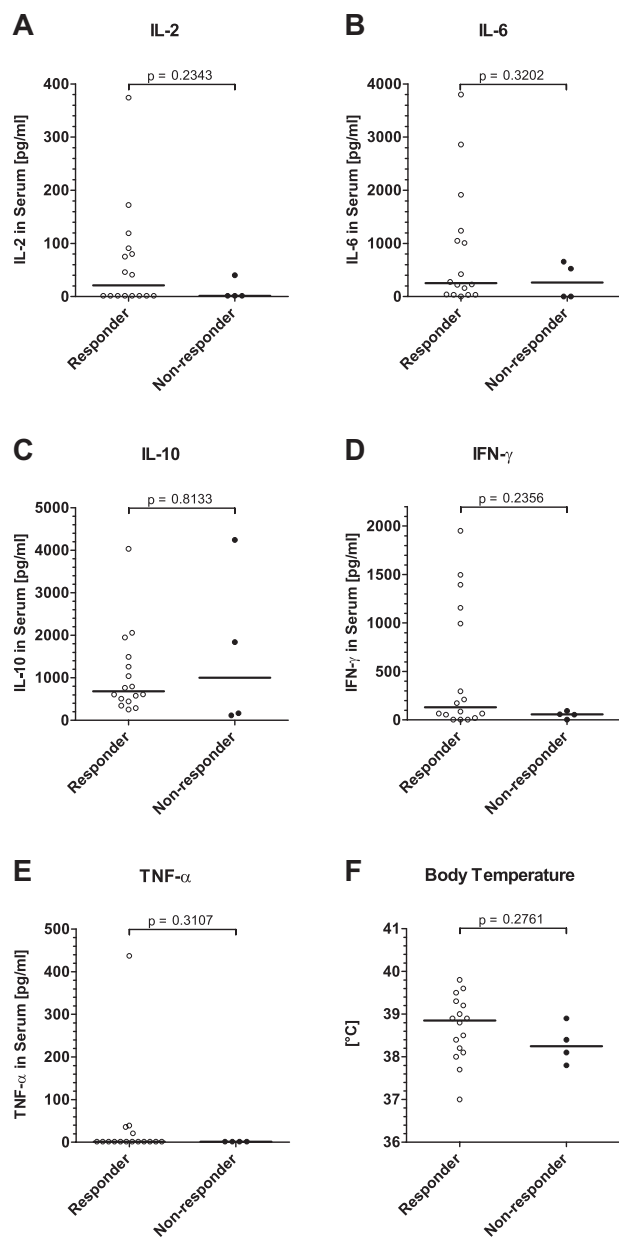 A
IL-2
p = 0.2343
IL-2 in Serum [pg/ml]
400
300
200
100
0
Responder
Non-responder
B
IL-6
p = 0.3202
IL-6 in Serum [pg/ml]
4000
3000
2000
1000
0
Responder
Non-responder
C
IL-10
p = 0.8133
IL-10 in Serum [pg/ml]
5000
4000
3000
2000
1000
0
Responder
Non-responder
D
IFN-γ
p = 0.2356
IFN-γ in Serum [pg/ml]
2000
1500
1000
500
0
Responder
Non-responder
E
TNF-α
p = 0.3107
TNF-α in Serum [pg/ml]
500
400
300
200
100
0
Responder
Non-responder
F
Body Temperature
p = 0.2761
[°C]
41
40
39
38
37
36
Responder
Non-responder